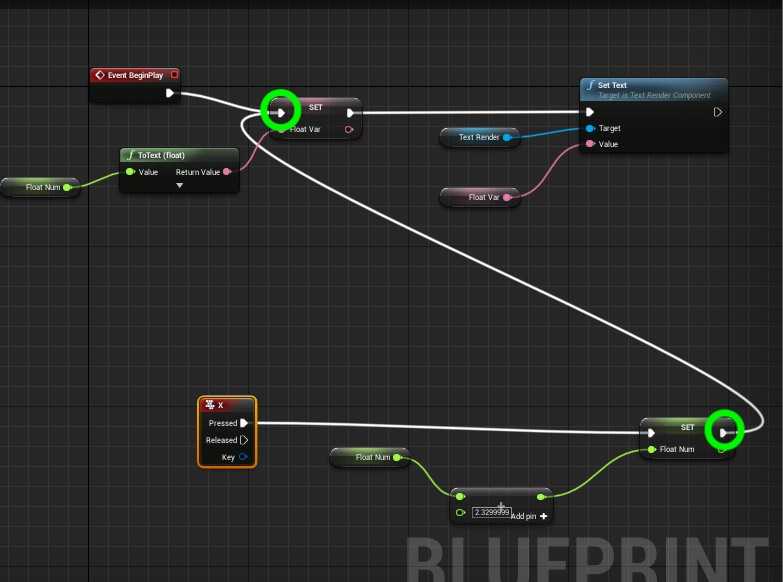 Event BeginPlay
SET
Float Var
Set Text
Target is Text Render Component
Target
Value
Text Render
Float Var
ToText (float)
Value
Return Value
Float Num
X
Pressed
Released
Key
SET
Float Num
Float Num
2.3299999
Add pin
BLUEPRINT